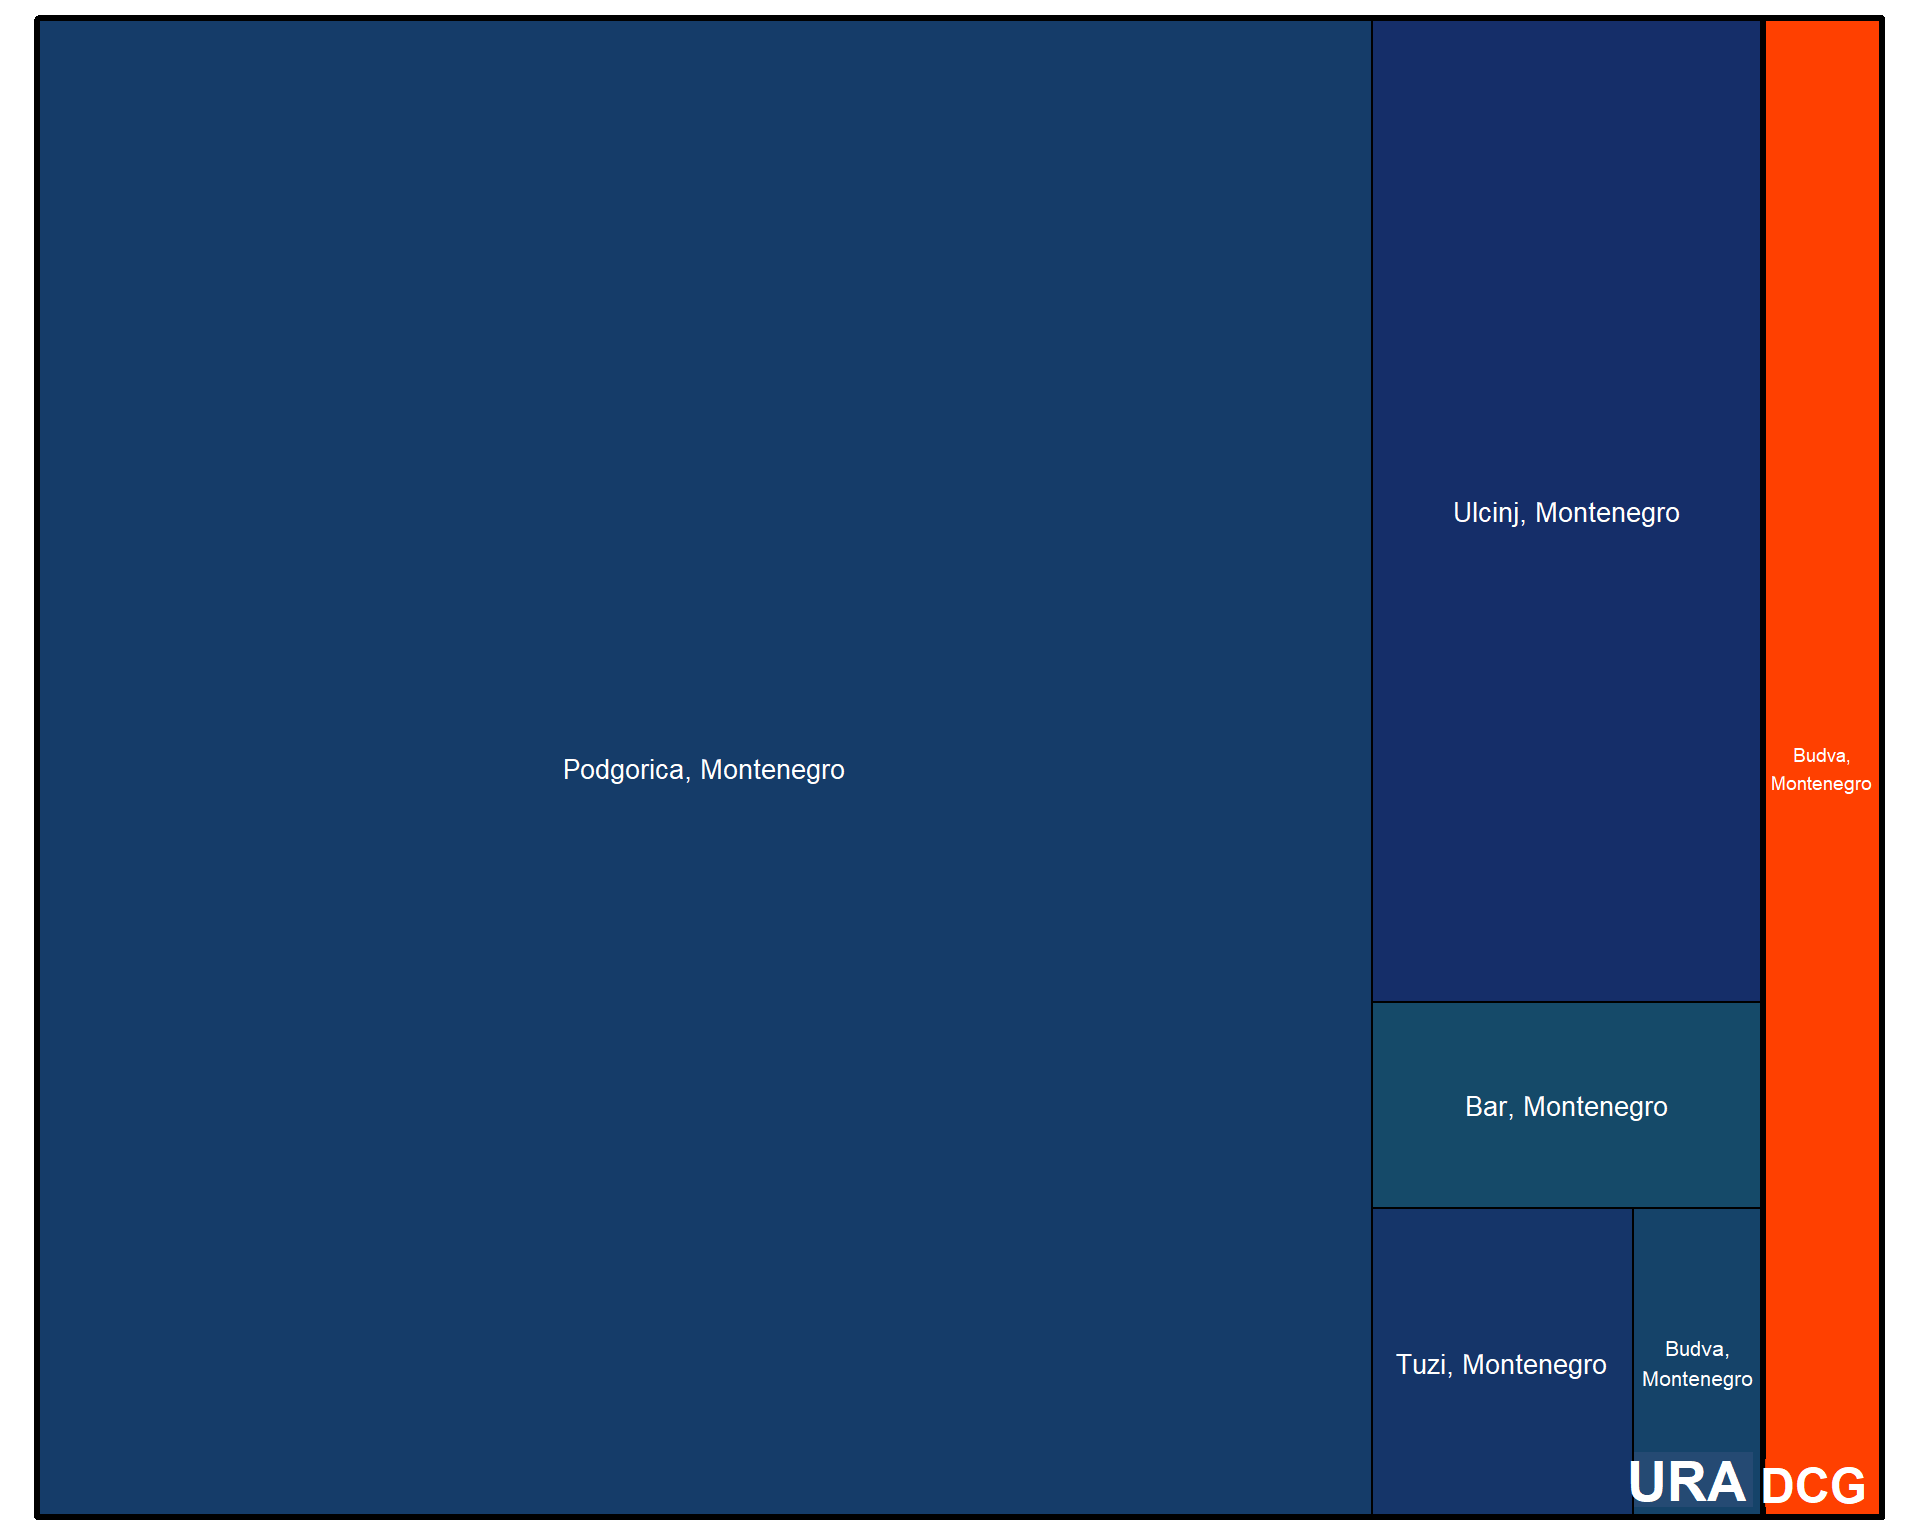 Ulcinj, Montenegro
Budva,
Montenegro
Podgorica, Montenegro
Bar, Montenegro
Tuzi, Montenegro
Budva,
Montenegro
URA
DCG